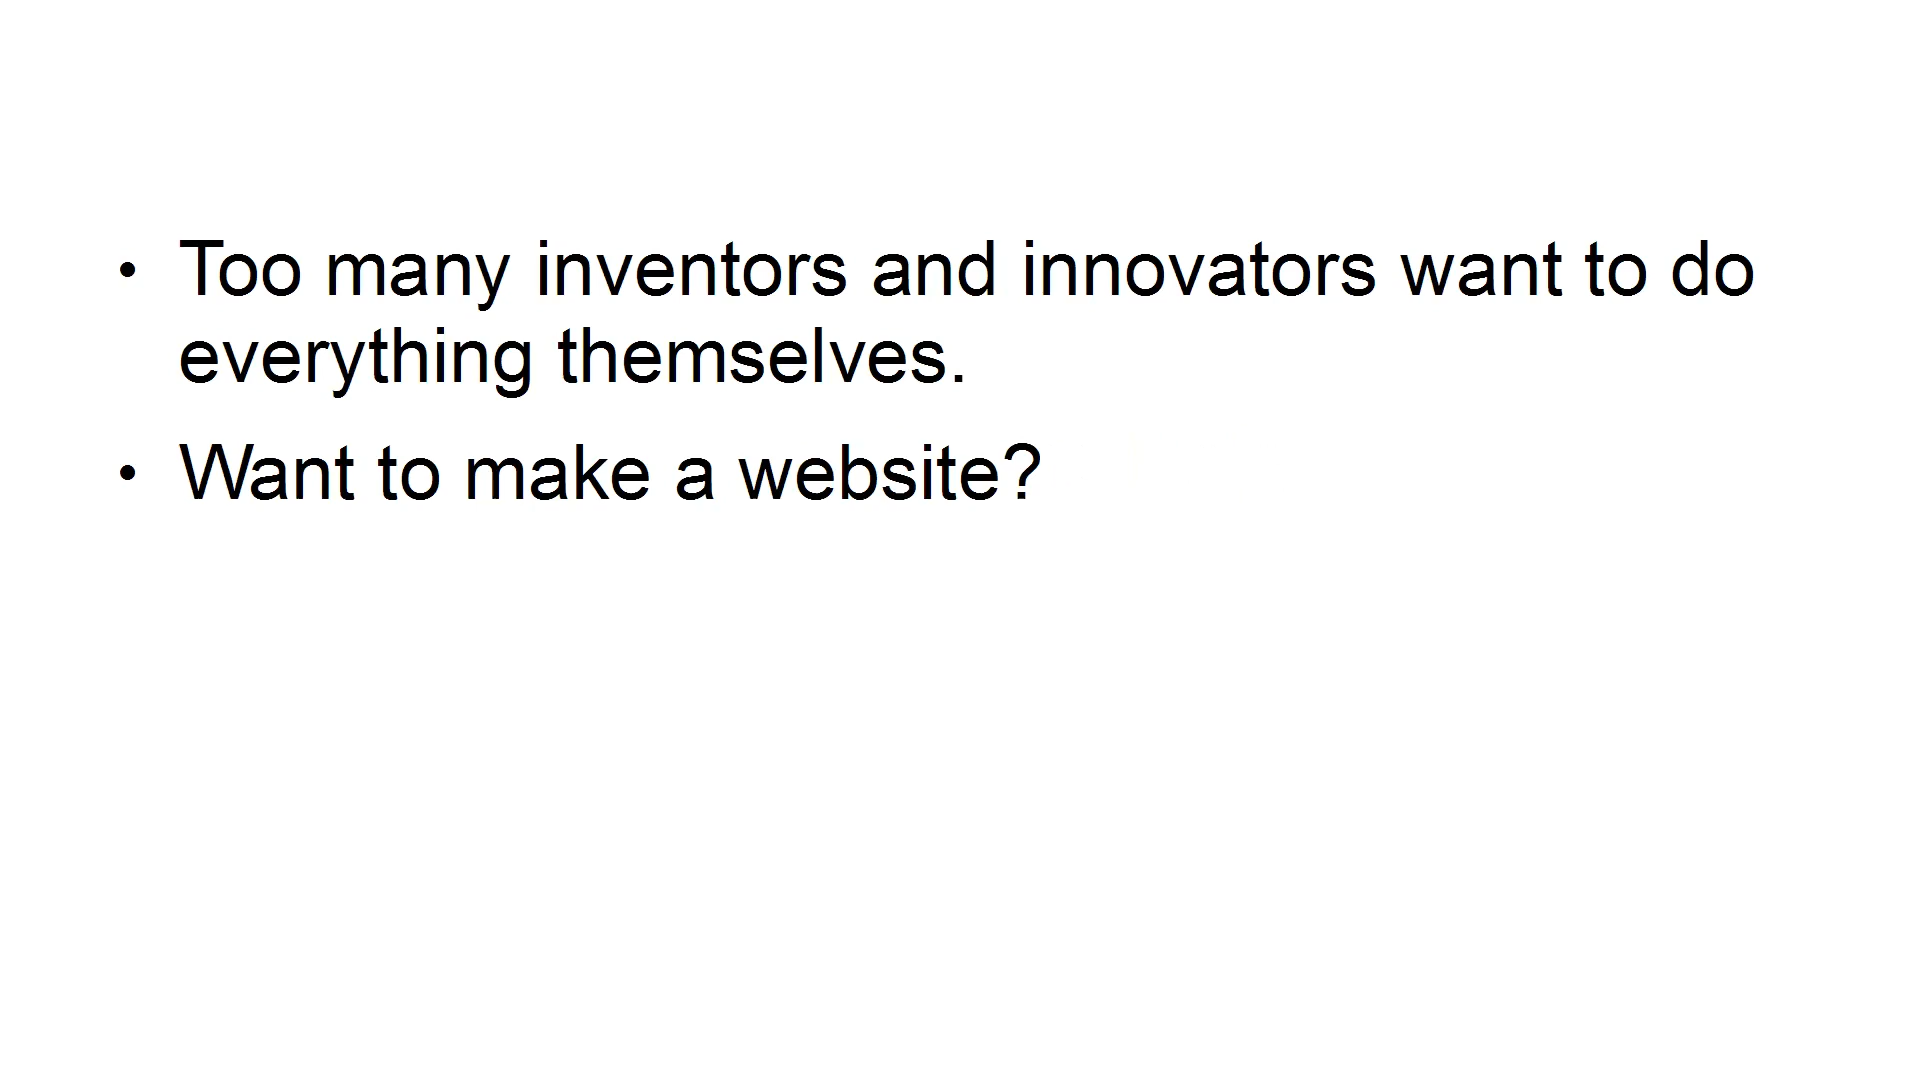 • Too many inventors and innovators want to do
everything themselves.
• Want to make a website?